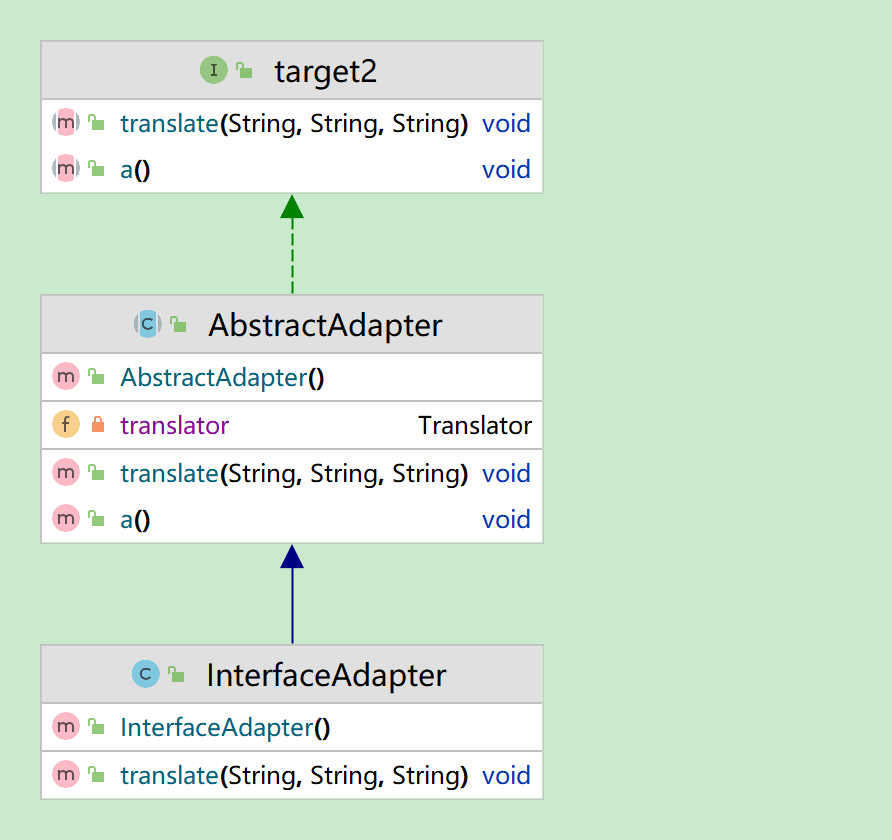 I target2
m translate(String, String, String) void
m a() void
C AbstractAdapter
m AbstractAdapter()
f translator Translator
m translate(String, String, String) void
m a() void
C InterfaceAdapter
m InterfaceAdapter()
m translate(String, String, String) void